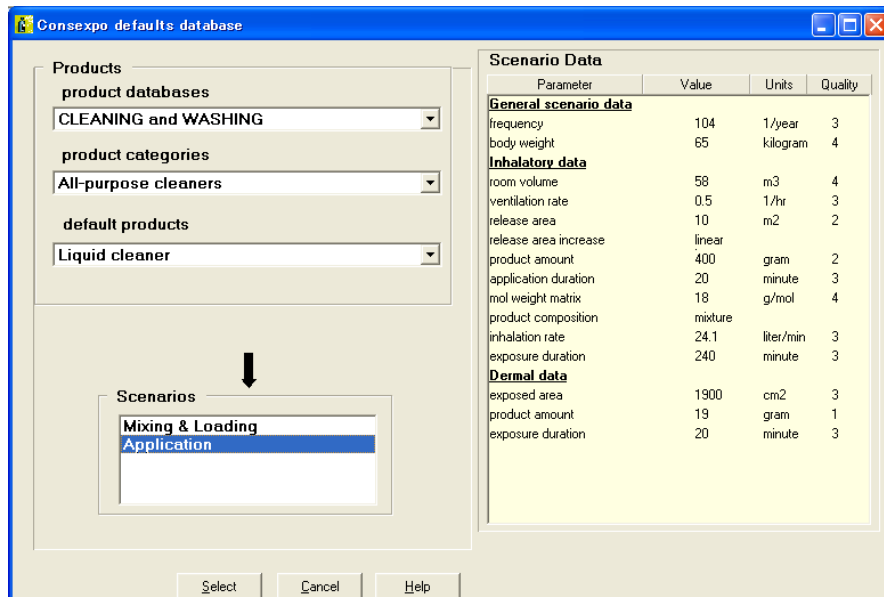 Consexpo defaults database
Products
product databases
CLEANING and WASHING
product categories
All-purpose cleaners
default products
Liquid cleaner
Scenarios
Mixing & Loading
Application
Select Cancel Help
Scenario Data
Parameter Value Units Quality
General scenario data
frequency 104 1/year 3
body weight 65 kilogram 4
Inhalatory data
room volume 58 m3 4
ventilation rate 0.5 1/hr 3
release area 10 m2 2
release area increase linear
product amount 400 gram 2
application duration 20 minute 3
mol weight matrix 18 g/mol 4
product composition mixture
inhalation rate 24.1 liter/min 3
exposure duration 240 minute 3
Dermal data
exposed area 1900 cm2 3
product amount 19 gram 1
exposure duration 20 minute 3